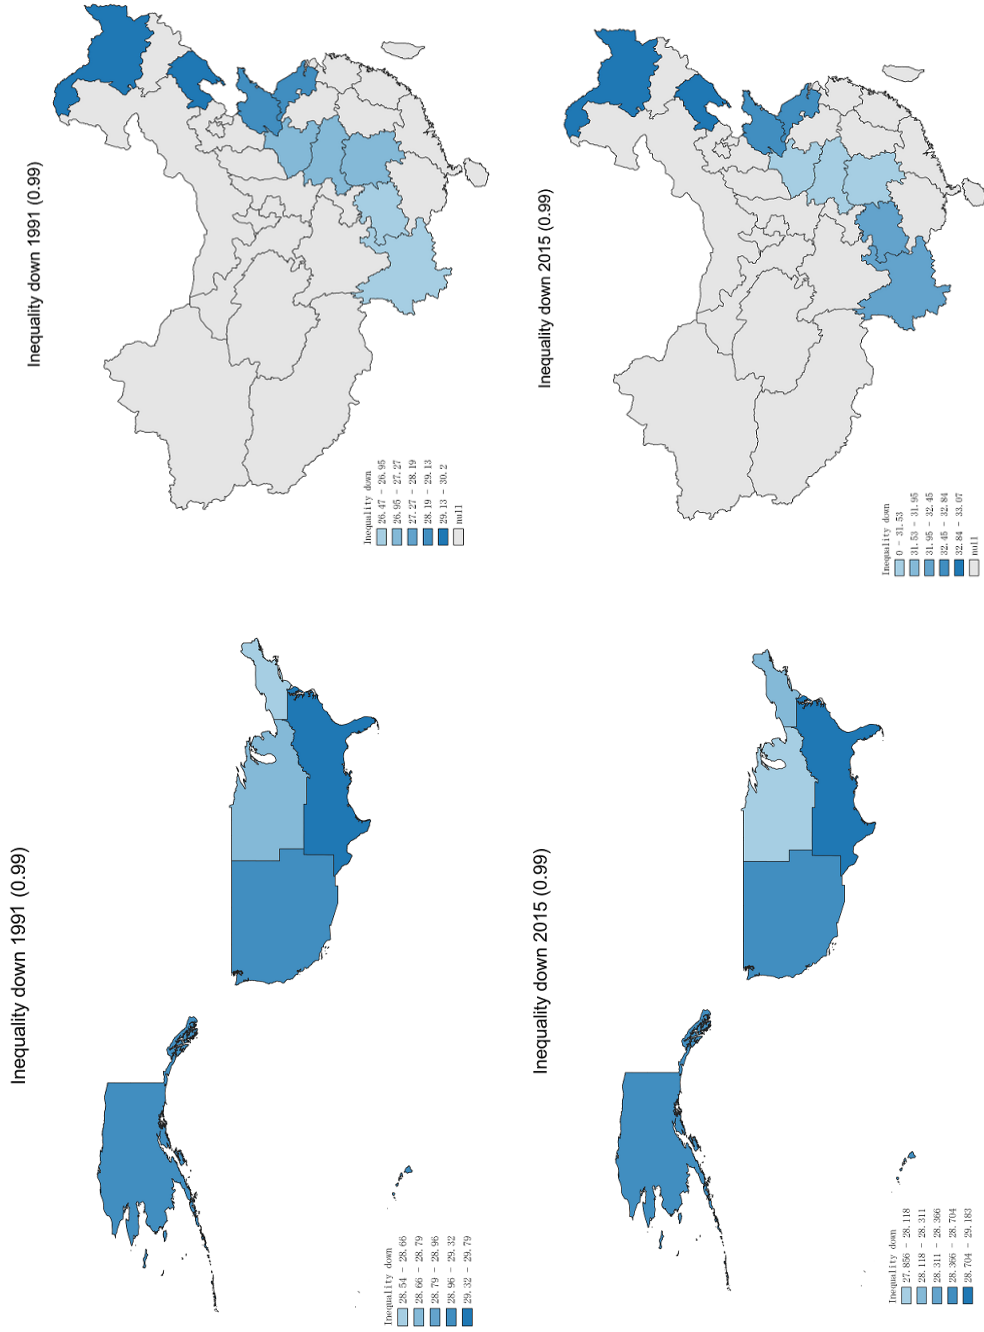 Inequality down 1991 (0.99)
Inequality down
28.54 - 28.66
28.66 - 28.79
28.79 - 28.96
28.96 - 29.32
29.32 - 29.79
Inequality down 1991 (0.99)
Inequality down
26.47 - 26.95
26.95 - 27.27
27.27 - 28.19
28.19 - 29.13
29.13 - 30.2
null
Inequality down 2015 (0.99)
Inequality down
27.856 - 28.118
28.118 - 28.311
28.311 - 28.366
28.366 - 28.704
28.704 - 29.183
Inequality down 2015 (0.99)
Inequality down
0 - 31.53
31.53 - 31.95
31.95 - 32.45
32.45 - 32.84
32.84 - 33.07
null